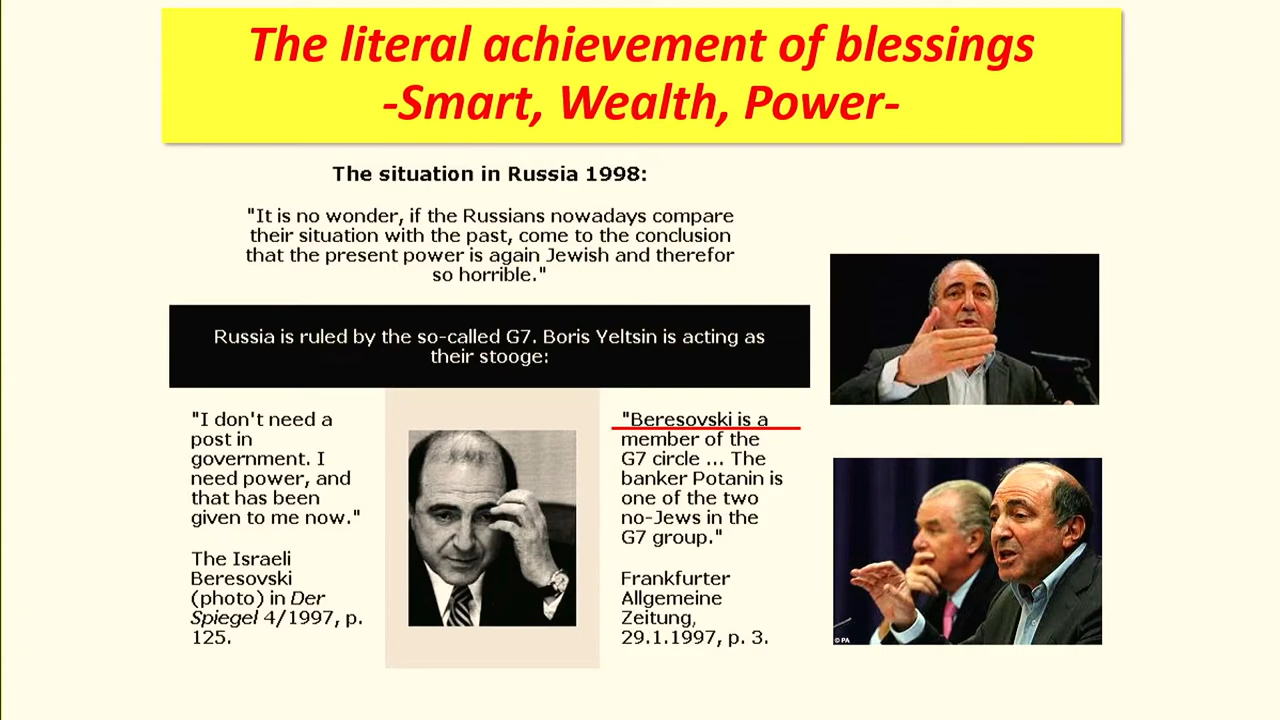 The literal achievement of blessings
-Smart, Wealth, Power-
The situation in Russia 1998:
"It is no wonder, if the Russians nowadays compare
their situation with the past, come to the conclusion
that the present power is again Jewish and therefor
so horrible."
Russia is ruled by the so-called G7. Boris Yeltsin is acting as
their stooge:
"I don't need a
post in
government. I
need power, and
that has been
given to me now."
The Israeli
Beresovski
(photo) in Der
Spiegel 4/1997, p.
125.
"Beresovski is a
member of the
G7 circle ... The
banker Potanin is
one of the two
no-Jews in the
G7 group."
Frankfurter
Allgemeine
Zeitung,
29.1.1997, p. 3.
© PA